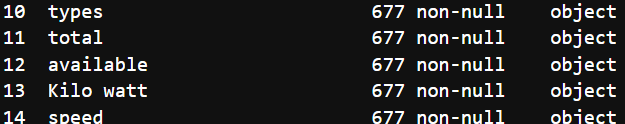 10  types                        677 non-null    object
11  total                        677 non-null    object
12  available                    677 non-null    object
13  Kilo watt                    677 non-null    object
14  speed                        677 non-null    object